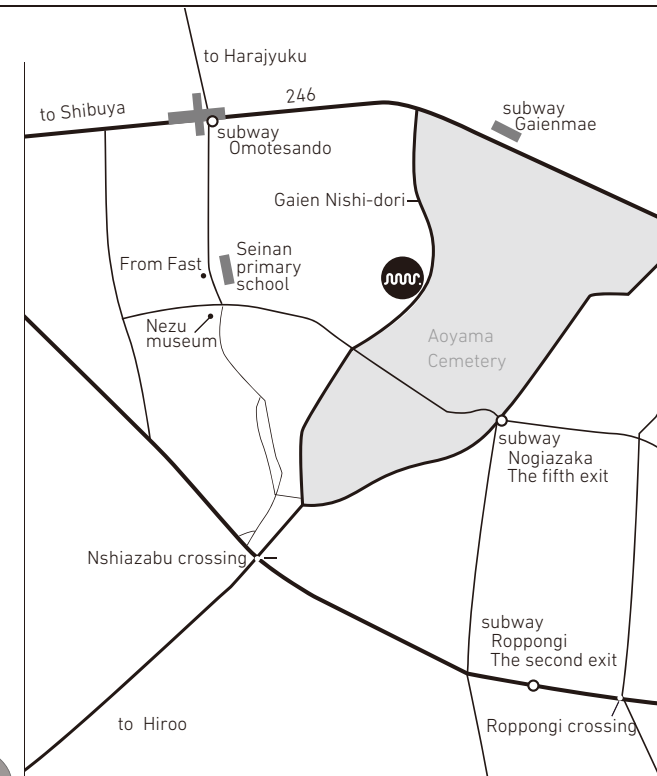 to Harajyuku
246
to Shibuya
subway
Gaienmae
subway
Omotesando
Gaien Nishi-dori
Seinan
primary
school
From Fast
Nezu
museum
Aoyama
Cemetery
subway
Nogiazaka
The fifth exit
Nshiazabu crossing
subway
Roppongi
The second exit
to Hiroo
Roppongi crossing